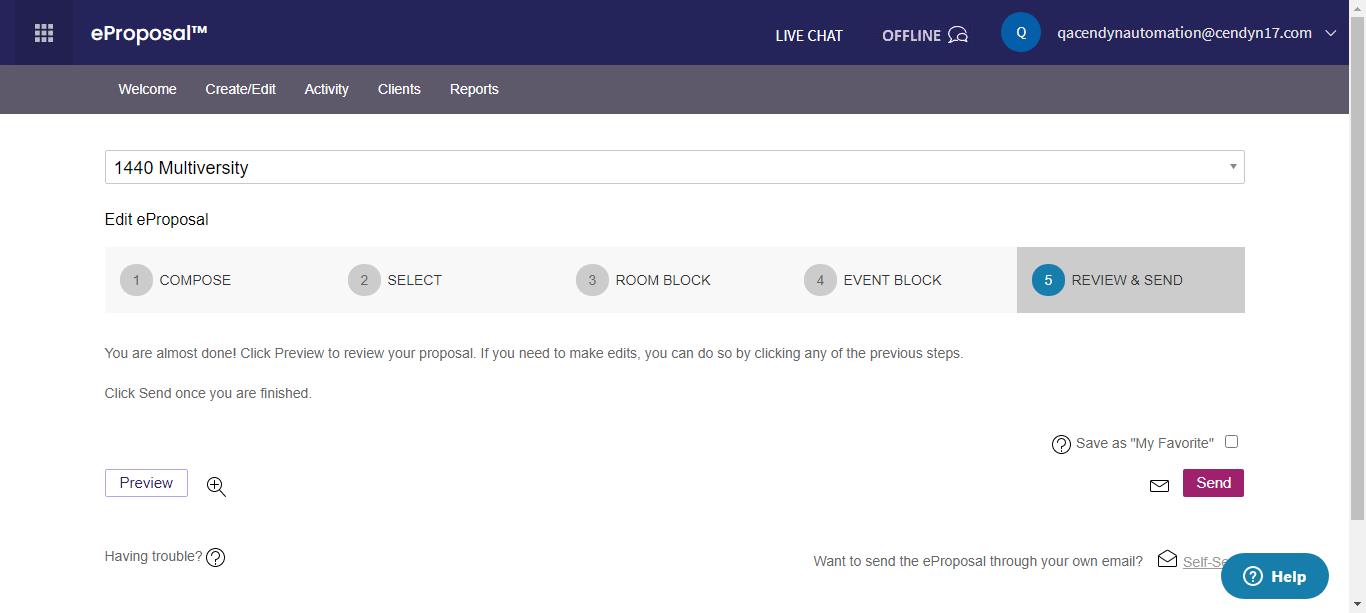 eProposal™
LIVE CHAT
OFFLINE
Q
qacendynautomation@cendyn17.com
Welcome
Create/Edit
Activity
Clients
Reports
1440 Multiversity
Edit eProposal
1 COMPOSE
2 SELECT
3 ROOM BLOCK
4 EVENT BLOCK
5 REVIEW & SEND
You are almost done! Click Preview to review your proposal. If you need to make edits, you can do so by clicking any of the previous steps.
Click Send once you are finished.
? Save as "My Favorite"
Preview
Send
Having trouble? ?
Want to send the eProposal through your own email?
? Help